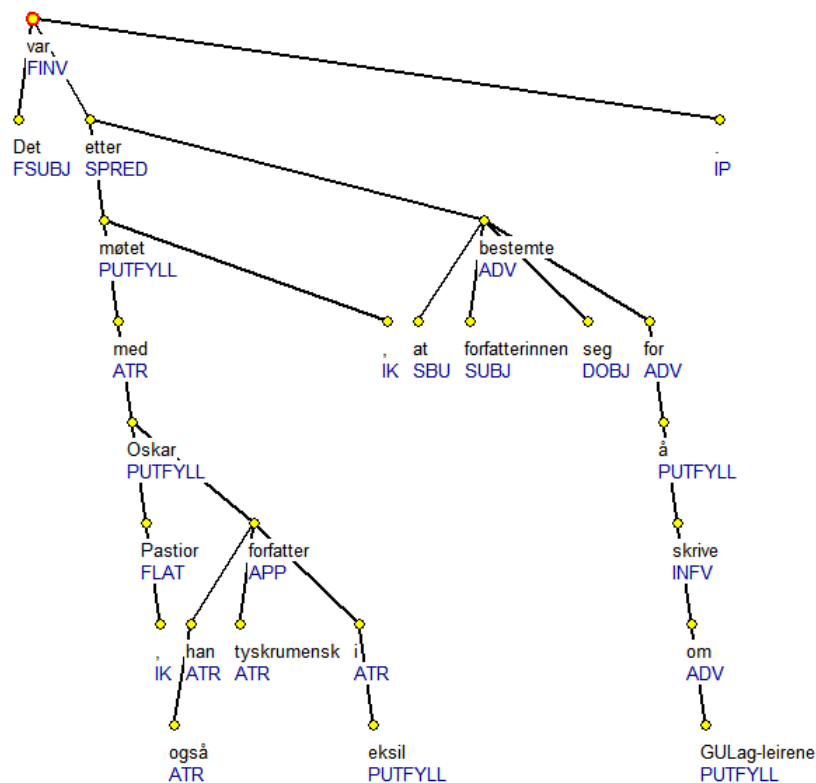 var
FINV
Det etter .
FSUBJ SPRED IP
møtet bestemte
PUTFYLL ADV
med , at forfatterinnen seg for
ATR IK SBU SUBJ DOBJ ADV
Oskar å
PUTFYLL PUTFYLL
Pastior forfatter skrive
FLAT APP INFV
, han tyskrumensk i om
IK ATR ATR ATR ADV
også eksil GULag-leirene
ATR PUTFYLL PUTFYLL